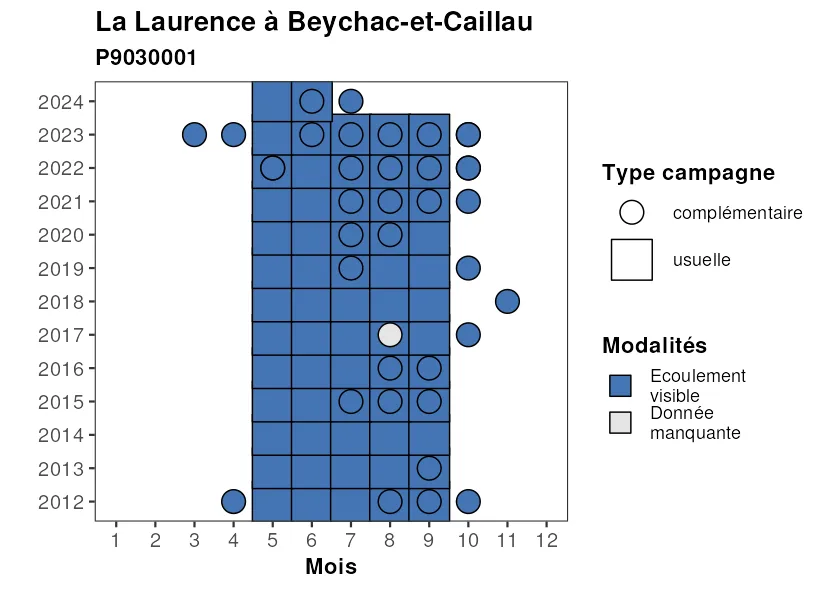 La Laurence à Beychac-et-Caillau
P9030001
2024
2023
2022
2021
2020
2019
2018
2017
2016
2015
2014
2013
2012
1 2 3 4 5 6 7 8 9 10 11 12
Mois
Type campagne
complémentaire
usuelle
Modalités
Ecoulement
visible
Donnée
manquante